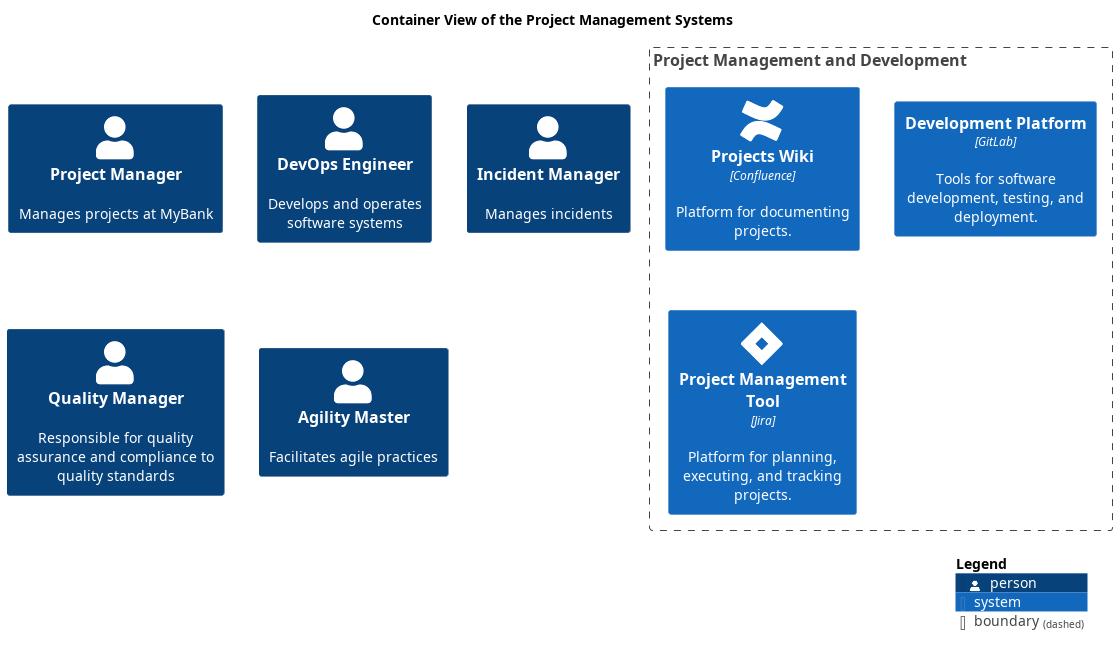 Container View of the Project Management Systems
Project Management and Development
Project Manager
Manages projects at MyBank
DevOps Engineer
Develops and operates
software systems
Incident Manager
Manages incidents
Projects Wiki
[Confluence]
Platform for documenting
projects.
Development Platform
[GitLab]
Tools for software
development, testing, and
deployment.
Quality Manager
Responsible for quality
assurance and compliance to
quality standards
Agility Master
Facilitates agile practices
Project Management
Tool
[Jira]
Platform for planning,
executing, and tracking
projects.
Legend
person
system
boundary (dashed)